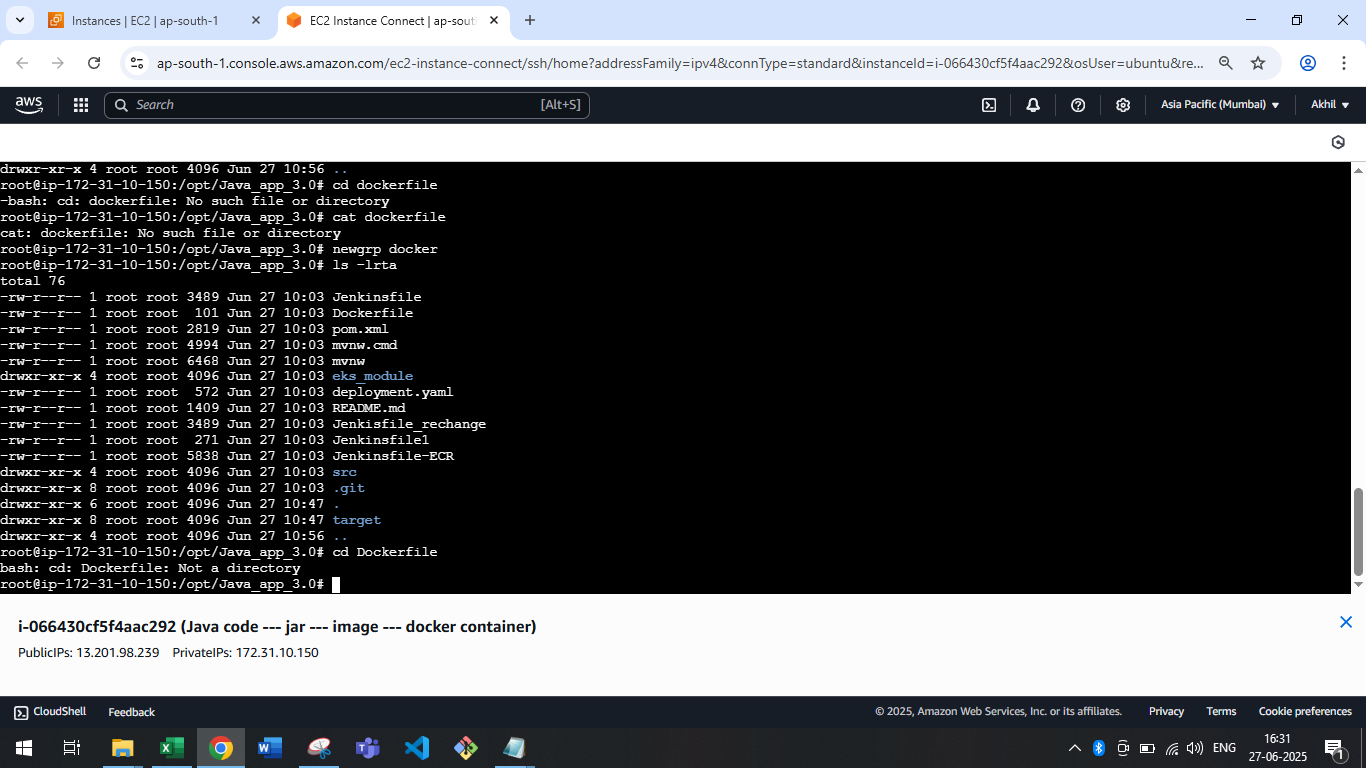 Instances | EC2 | ap-south-1
EC2 Instance Connect | ap-sout
ap-south-1.console.aws.amazon.com/ec2-instance-connect/ssh/home?addressFamily=ipv4&connType=standard&instanceId=i-066430cf5f4aac292&osUser=ubuntu&re...
aws
Search
[Alt+S]
Asia Pacific (Mumbai)
Akhil
drwxr-xr-x 4 root root 4096 Jun 27 10:56 ..
root@ip-172-31-10-150:/opt/Java_app_3.0# cd dockerfile
-bash: cd: dockerfile: No such file or directory
root@ip-172-31-10-150:/opt/Java_app_3.0# cat dockerfile
cat: dockerfile: No such file or directory
root@ip-172-31-10-150:/opt/Java_app_3.0# newgrp docker
root@ip-172-31-10-150:/opt/Java_app_3.0# ls -lrta
total 76
-rw-r--r-- 1 root root 3489 Jun 27 10:03 Jenkinsfile
-rw-r--r-- 1 root root  101 Jun 27 10:03 Dockerfile
-rw-r--r-- 1 root root 2819 Jun 27 10:03 pom.xml
-rw-r--r-- 1 root root 4994 Jun 27 10:03 mvnw.cmd
-rw-r--r-- 1 root root 6468 Jun 27 10:03 mvnw
drwxr-xr-x 4 root root 4096 Jun 27 10:03 eks_module
-rw-r--r-- 1 root root  572 Jun 27 10:03 deployment.yaml
-rw-r--r-- 1 root root 1409 Jun 27 10:03 README.md
-rw-r--r-- 1 root root 3489 Jun 27 10:03 Jenkisfile_rechange
-rw-r--r-- 1 root root  271 Jun 27 10:03 Jenkinsfile1
-rw-r--r-- 1 root root 5838 Jun 27 10:03 Jenkinsfile-ECR
drwxr-xr-x 4 root root 4096 Jun 27 10:03 src
drwxr-xr-x 8 root root 4096 Jun 27 10:03 .git
drwxr-xr-x 6 root root 4096 Jun 27 10:47 .
drwxr-xr-x 8 root root 4096 Jun 27 10:47 target
drwxr-xr-x 4 root root 4096 Jun 27 10:56 ..
root@ip-172-31-10-150:/opt/Java_app_3.0# cd Dockerfile
bash: cd: Dockerfile: Not a directory
root@ip-172-31-10-150:/opt/Java_app_3.0#
i-066430cf5f4aac292 (Java code --- jar --- image --- docker container)
PublicIPs: 13.201.98.239 PrivateIPs: 172.31.10.150
CloudShell Feedback © 2025, Amazon Web Services, Inc. or its affiliates. Privacy Terms Cookie preferences
ENG
16:31
27-06-2025
1